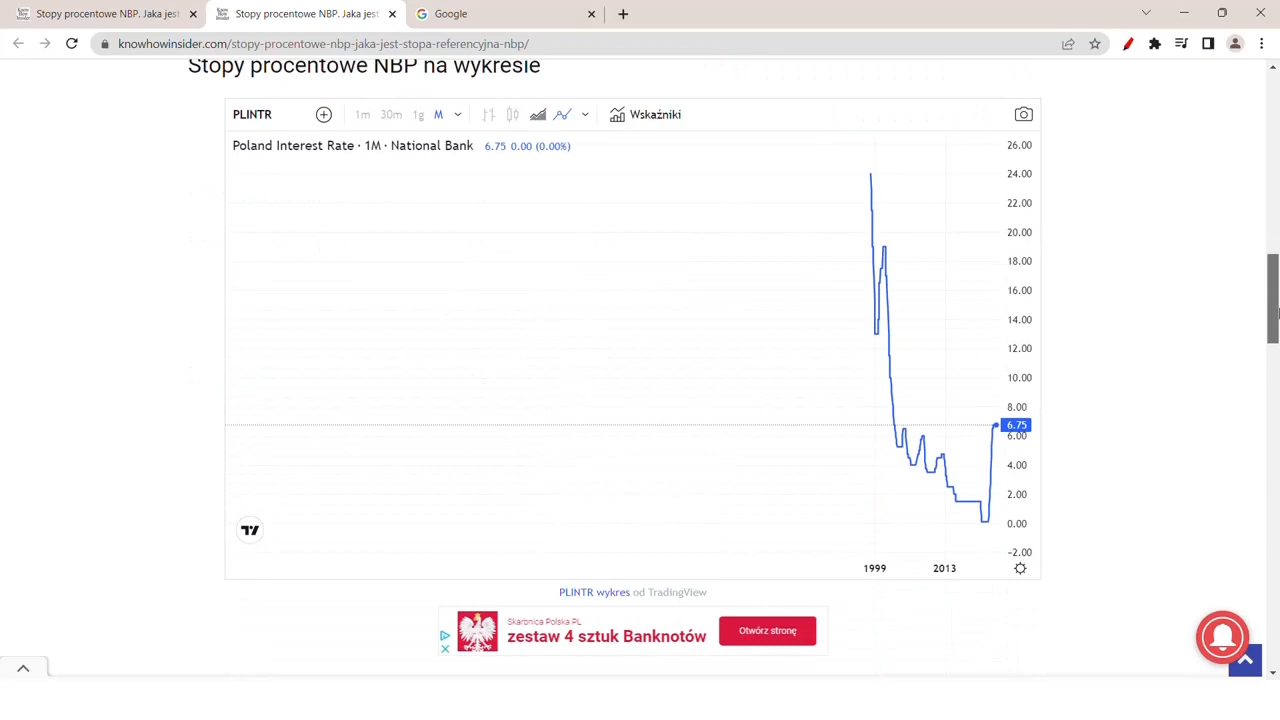 Stopy procentowe NBP. Jaka jest
Stopy procentowe NBP. Jaka jest
Google
knowhowinsider.com/stopy-procentowe-nbp-jaka-jest-stopa-referencyjna-nbp/
Stopy procentowe NBP na wykresie
PLINTR
1m 30m 1g M
Wskaźniki
Poland Interest Rate · 1M · National Bank 6.75 0.00 (0.00%)
26.00
24.00
22.00
20.00
18.00
16.00
14.00
12.00
10.00
8.00
6.75
6.00
4.00
2.00
0.00
−2.00
1999 2013
PLINTR wykres od TradingView
Skarbnica Polska PL
zestaw 4 sztuk Banknotów
Otwórz stronę